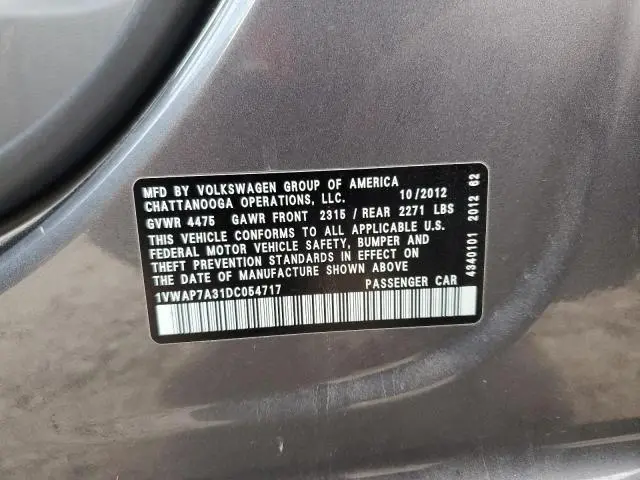 MFD BY VOLKSWAGEN GROUP OF AMERICA
CHATTANOOGA OPERATIONS, LLC. 10/2012
GVWR 4475 GAWR FRONT 2315 / REAR 2271 LBS
THIS VEHICLE CONFORMS TO ALL APPLICABLE U.S.
FEDERAL MOTOR VEHICLE SAFETY, BUMPER AND
THEFT PREVENTION STANDARDS IN EFFECT ON
THE DATE OF MANUFACTURE SHOWN ABOVE
1VWAP7A31DC054717 PASSENGER CAR
4340101 2012 62